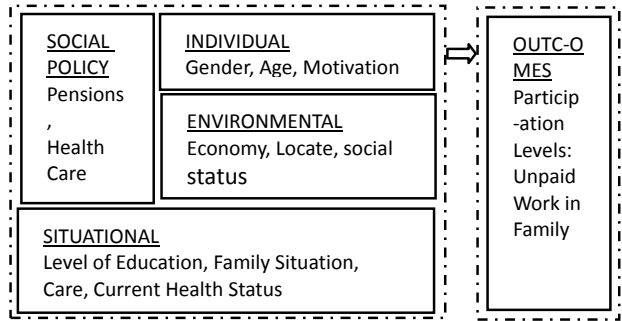 SOCIAL
POLICY
Pensions
,
Health
Care
INDIVIDUAL
Gender, Age, Motivation
ENVIRONMENTAL
Economy, Locate, social
status
SITUATIONAL
Level of Education, Family Situation,
Care, Current Health Status
OUTC-O
MES
Particip
-ation
Levels:
Unpaid
Work in
Family